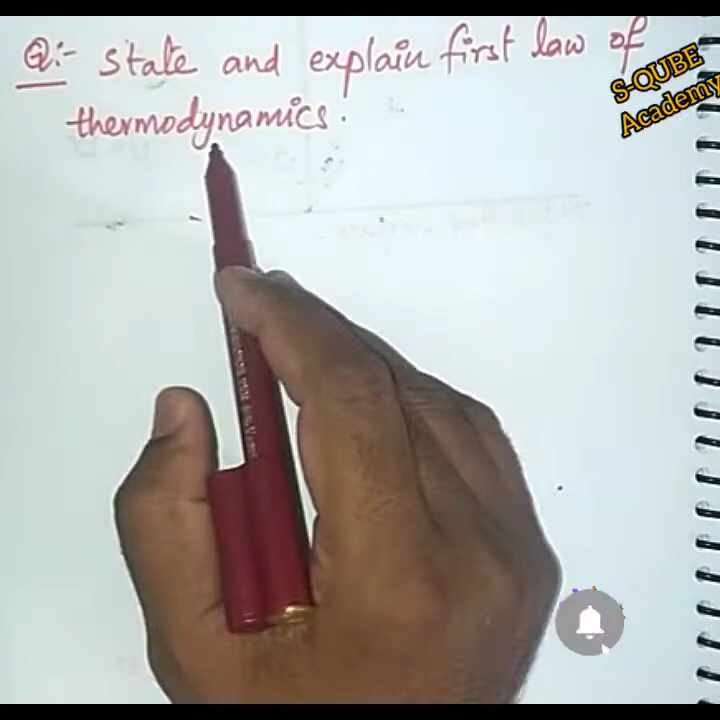 Q:- state and explain first law of
thermodynamics.
S-QUBE
Academy